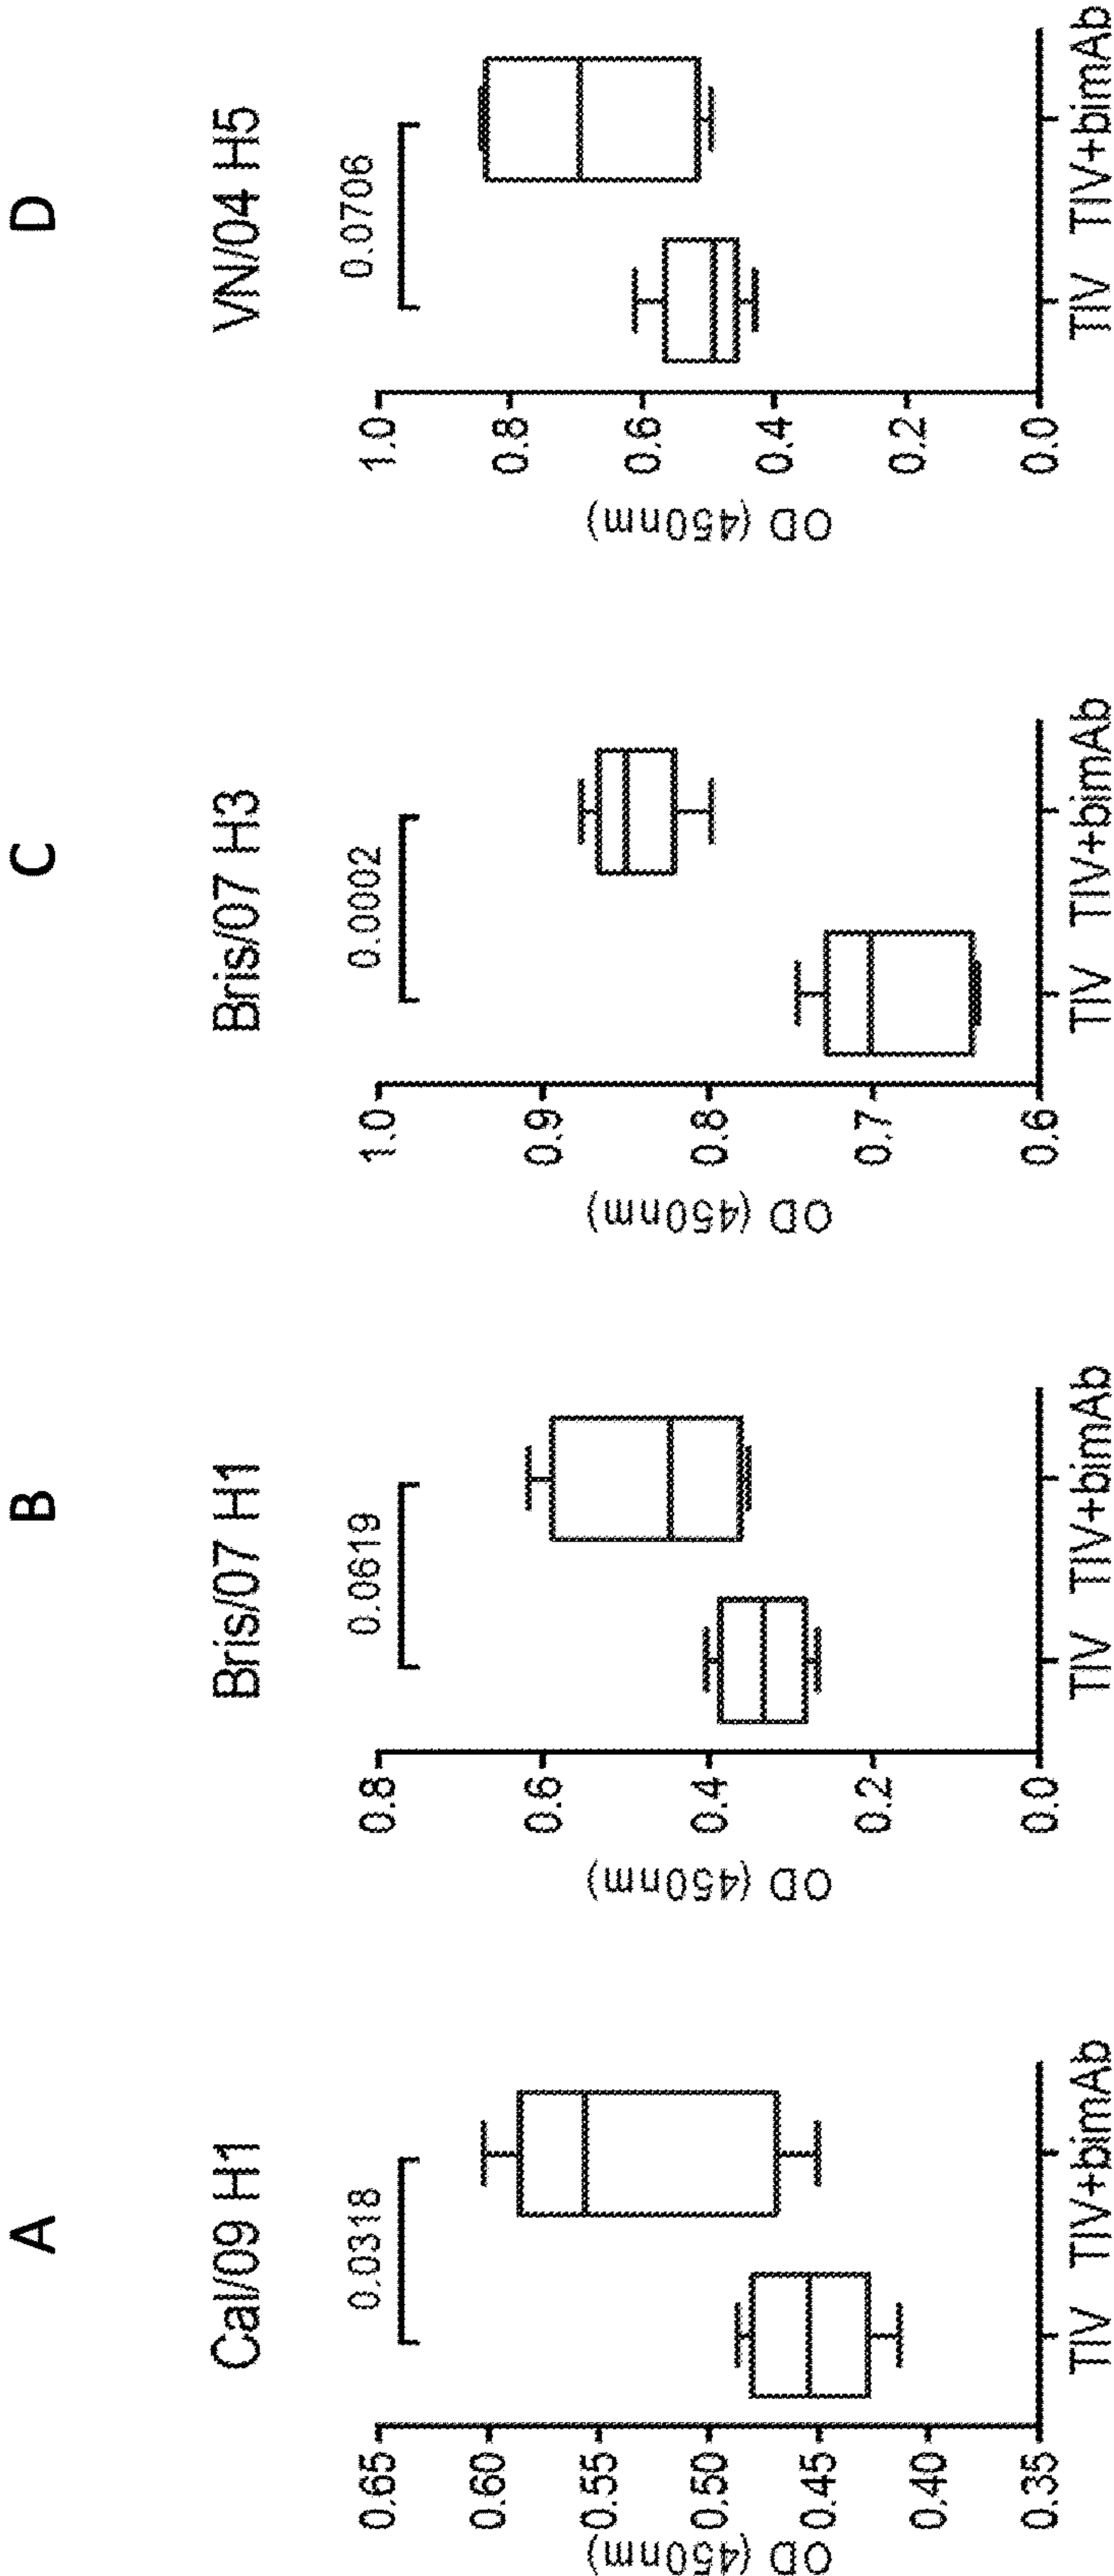 A
Cal/09 H1
0.0318
0.65
0.60
0.55
0.50
0.45
0.40
0.35
OD (450nm)
TIV TIV+bimAb
B
Bris/07 H1
0.0619
0.8
0.6
0.4
0.2
0.0
OD (450nm)
TIV TIV+bimAb
C
Bris/07 H3
0.0002
1.0
0.9
0.8
0.7
0.6
OD (450nm)
TIV TIV+bimAb
D
VN/04 H5
0.0706
1.0
0.8
0.6
0.4
0.2
0.0
OD (450nm)
TIV TIV+bimAb